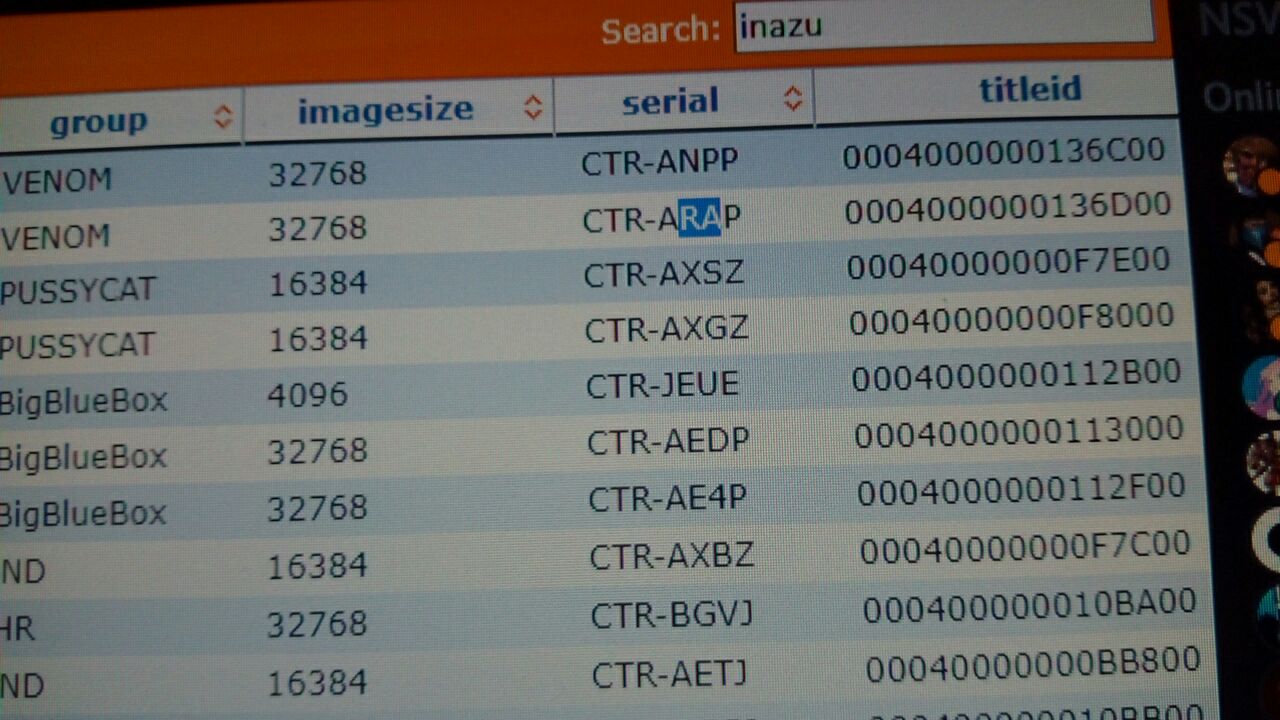 Search: inazu
NSW
Onli
group imagesize serial titleid
VENOM 32768 CTR-ANPP 0004000000136C00
VENOM 32768 CTR-ARAP 0004000000136D00
PUSSYCAT 16384 CTR-AXSZ 00040000000F7E00
PUSSYCAT 16384 CTR-AXGZ 00040000000F8000
BigBlueBox 4096 CTR-JEUE 0004000000112B00
BigBlueBox 32768 CTR-AEDP 0004000000113000
BigBlueBox 32768 CTR-AE4P 0004000000112F00
ND 16384 CTR-AXBZ 00040000000F7C00
HR 32768 CTR-BGVJ 000400000010BA00
ND 16384 CTR-AETJ 00040000000BB800